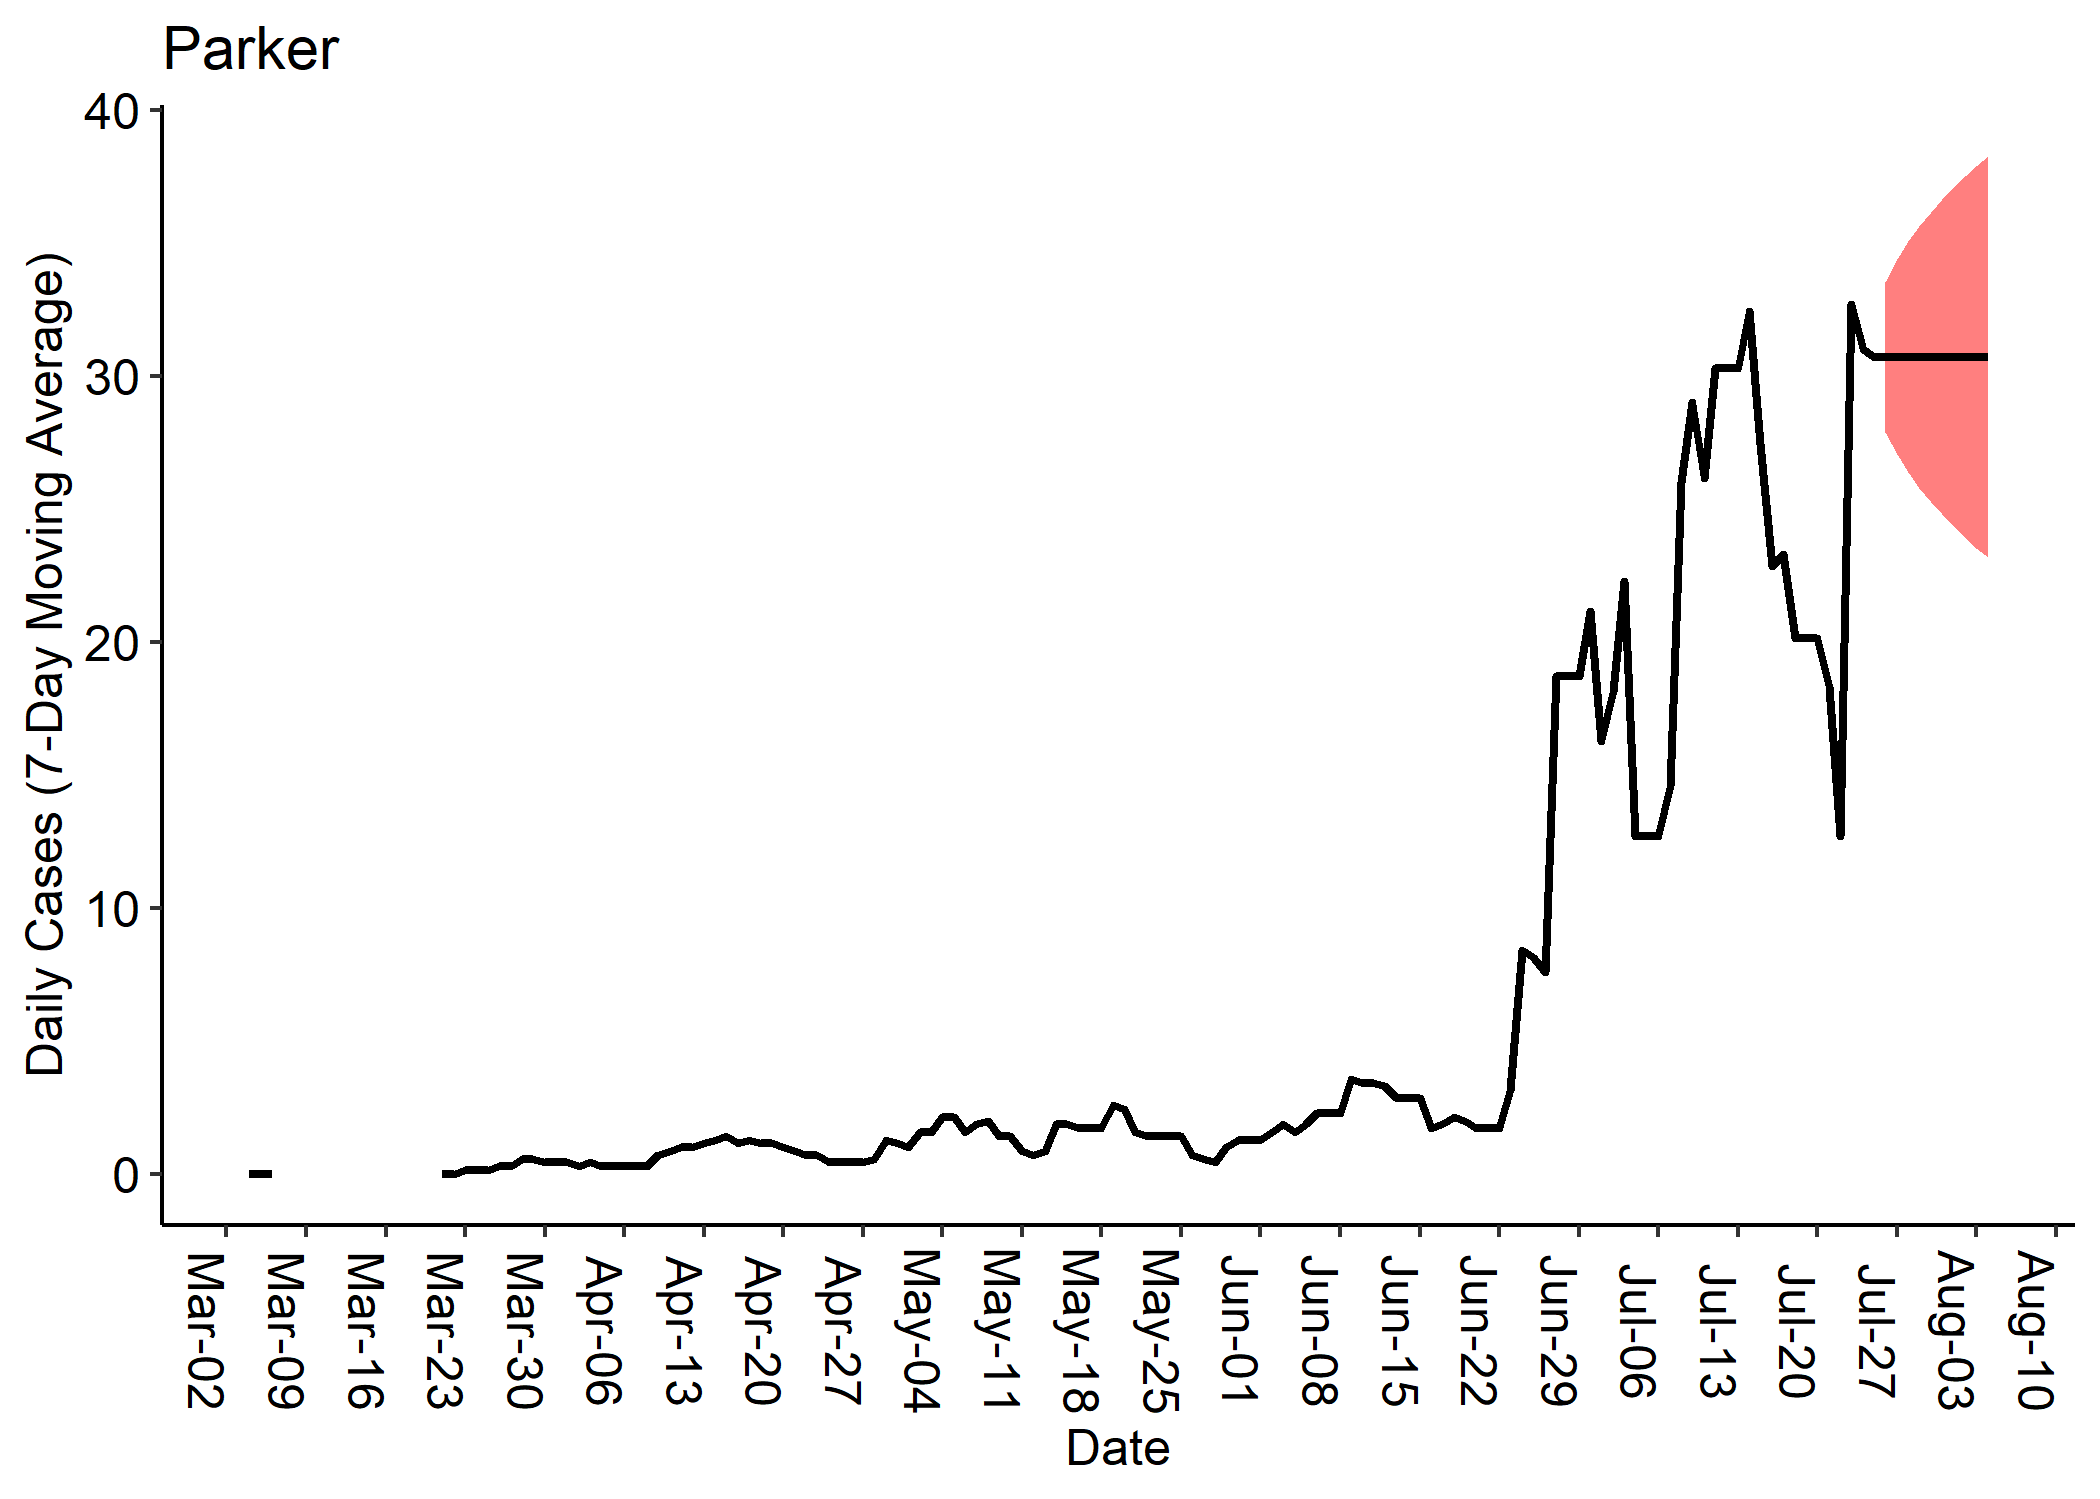 Parker
Daily Cases (7-Day Moving Average)
40
30
20
10
0
Mar-02
Mar-09
Mar-16
Mar-23
Mar-30
Apr-06
Apr-13
Apr-20
Apr-27
May-04
May-11
May-18
May-25
Jun-01
Jun-08
Jun-15
Jun-22
Jun-29
Jul-06
Jul-13
Jul-20
Jul-27
Aug-03
Aug-10
Date